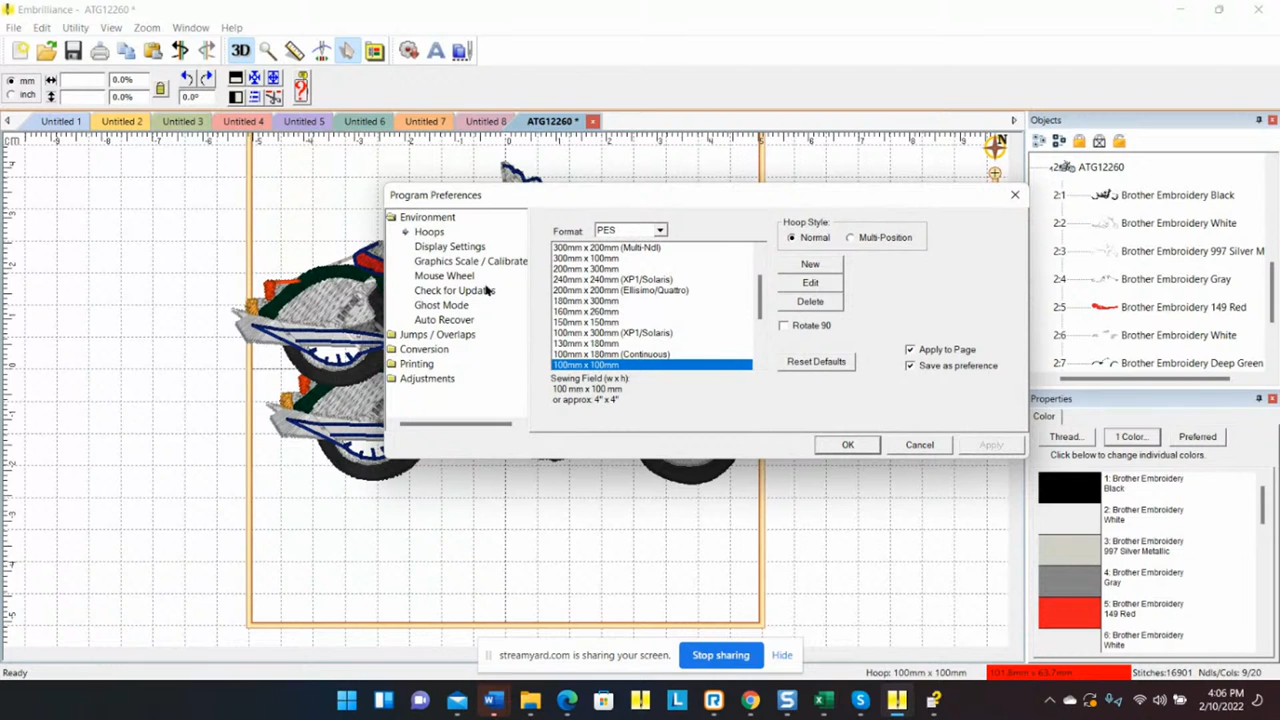 Embrilliance - ATG12260 *
File Edit Utility View Zoom Window Help
3D
mm
inch
0.0%
0.0%
0.0°
Untitled 1 Untitled 2 Untitled 3 Untitled 4 Untitled 5 Untitled 6 Untitled 7 Untitled 8 ATG12260 *
cm
N
Program Preferences
Environment
Hoops
Display Settings
Graphics Scale / Calibrate
Mouse Wheel
Check for Updates
Ghost Mode
Auto Recover
Jumps / Overlaps
Conversion
Printing
Adjustments
Format: PES
300mm x 200mm (Multi-Ndl)
300mm x 100mm
200mm x 300mm
240mm x 240mm (XP1/Solaris)
200mm x 200mm (Ellisimo/Quattro)
180mm x 300mm
160mm x 260mm
150mm x 150mm
100mm x 300mm (XP1/Solaris)
130mm x 180mm
100mm x 180mm (Continuous)
100mm x 100mm
Sewing Field (w x h):
100 mm x 100 mm
or approx. 4" x 4"
Hoop Style:
Normal Multi-Position
New
Edit
Delete
Rotate 90
Reset Defaults
Apply to Page
Save as preference
OK Cancel Apply
Objects
ATG12260
2:1 Brother Embroidery Black
2:2 Brother Embroidery White
2:3 Brother Embroidery 997 Silver M
2:4 Brother Embroidery Gray
2:5 Brother Embroidery 149 Red
2:6 Brother Embroidery White
2:7 Brother Embroidery Deep Green
Properties
Color
Thread... 1 Color... Preferred
Click below to change individual colors.
1: Brother Embroidery
Black
2: Brother Embroidery
White
3: Brother Embroidery
997 Silver Metallic
4: Brother Embroidery
Gray
5: Brother Embroidery
149 Red
6: Brother Embroidery
White
streamyard.com is sharing your screen. Stop sharing Hide
Ready
Hoop: 100mm x 100mm
101.8mm x 63.7mm
Stitches:16901
Ndls/Cols: 9/20
4:06 PM
2/10/2022